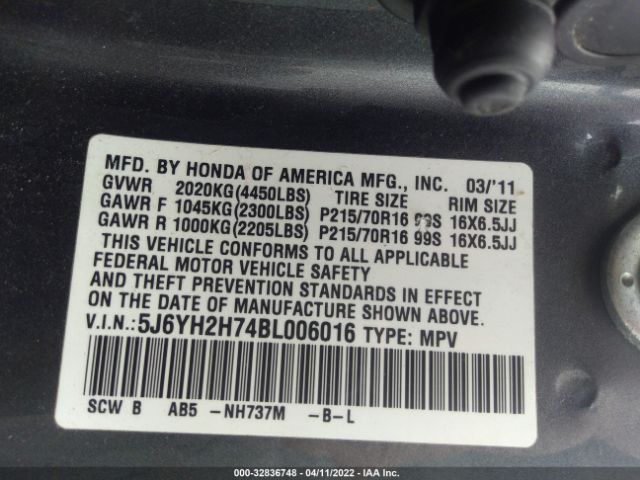 MFD. BY HONDA OF AMERICA MFG., INC. 03/'11
GVWR 2020KG(4450LBS) TIRE SIZE RIM SIZE
GAWR F 1045KG(2300LBS) P215/70R16 99S 16X6.5JJ
GAWR R 1000KG(2205LBS) P215/70R16 99S 16X6.5JJ
THIS VEHICLE CONFORMS TO ALL APPLICABLE
FEDERAL MOTOR VEHICLE SAFETY
AND THEFT PREVENTION STANDARDS IN EFFECT
ON THE DATE OF MANUFACTURE SHOWN ABOVE.
V.I.N.:5J6YH2H74BL006016 TYPE: MPV
SCW B AB5 -NH737M -B-L
000-32836748 - 04/11/2022 - IAA Inc.